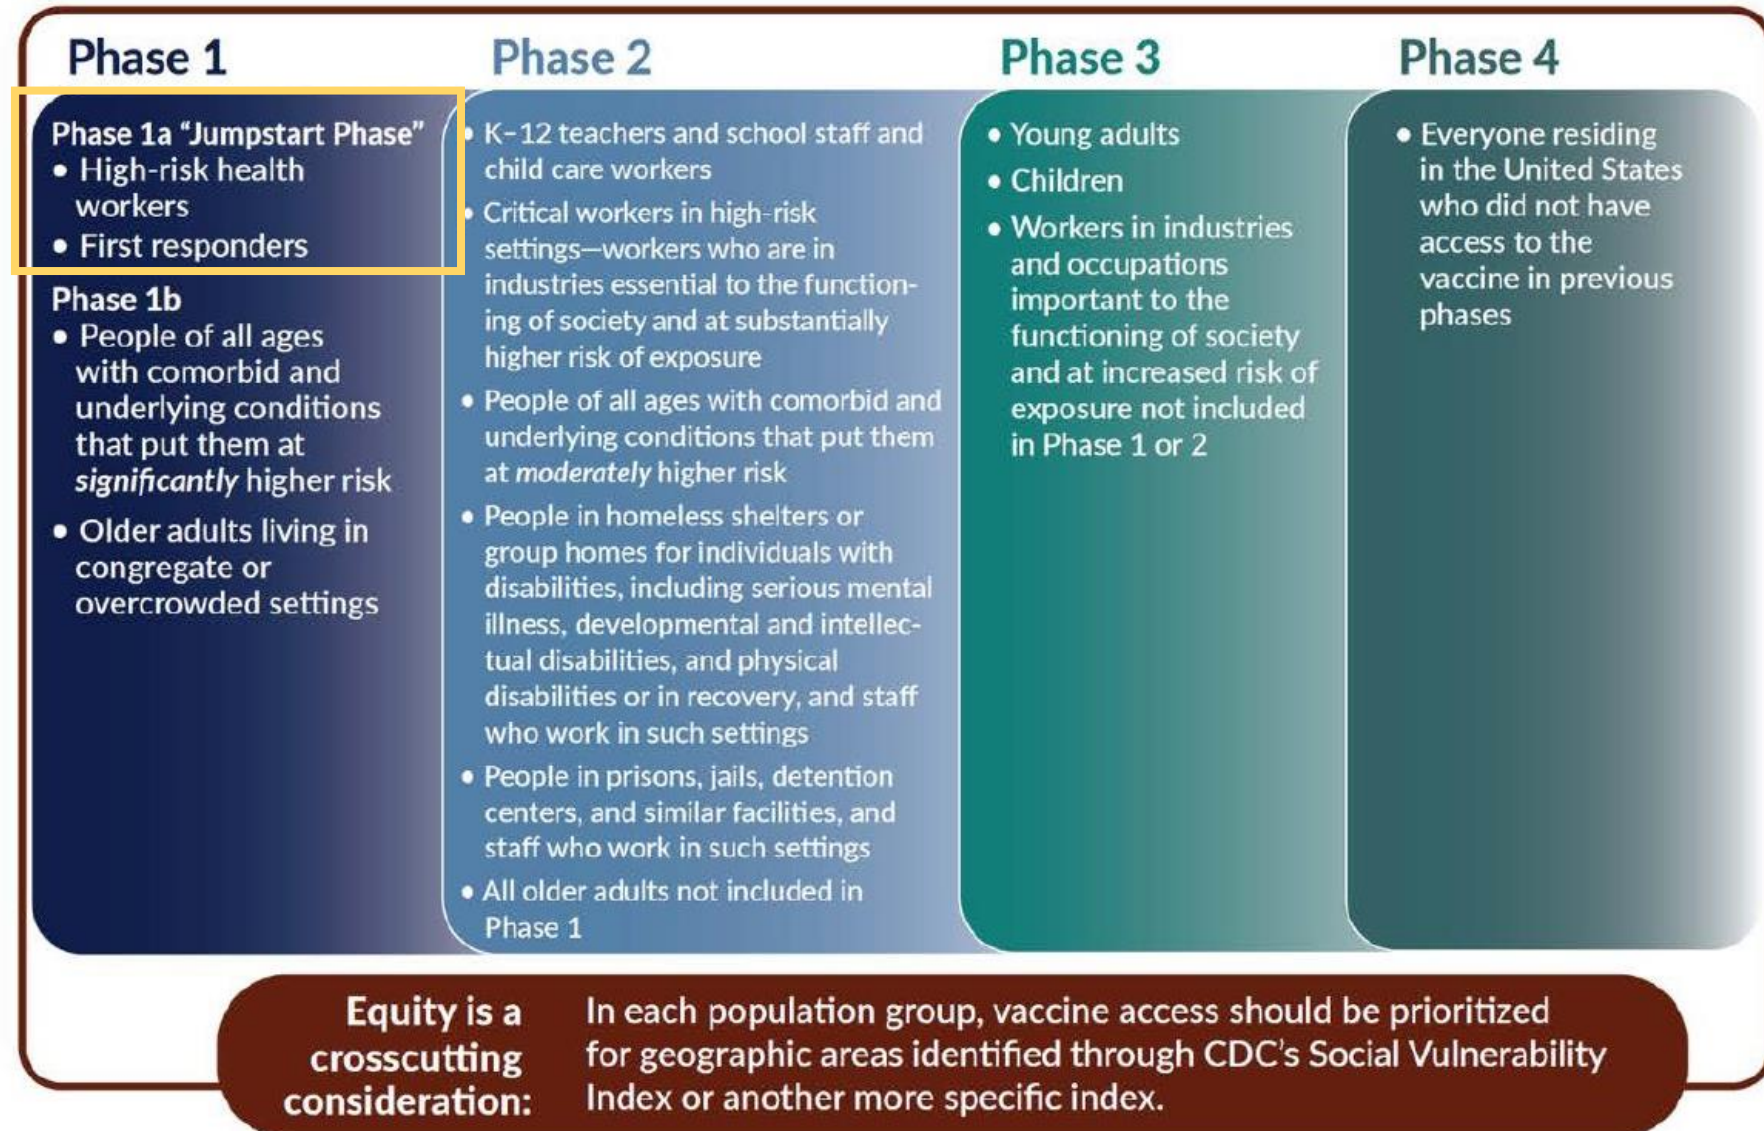 Phase 1
Phase 1a “Jumpstart Phase”
• High-risk health
workers
• First responders
Phase 1b
• People of all ages
with comorbid and
underlying conditions
that put them at
significantly higher risk
• Older adults living in
congregate or
overcrowded settings
Phase 2
• K–12 teachers and school staff and
child care workers
• Critical workers in high-risk
settings—workers who are in
industries essential to the function-
ing of society and at substantially
higher risk of exposure
• People of all ages with comorbid and
underlying conditions that put them
at moderately higher risk
• People in homeless shelters or
group homes for individuals with
disabilities, including serious mental
illness, developmental and intellec-
tual disabilities, and physical
disabilities or in recovery, and staff
who work in such settings
• People in prisons, jails, detention
centers, and similar facilities, and
staff who work in such settings
• All older adults not included in
Phase 1
Phase 3
• Young adults
• Children
• Workers in industries
and occupations
important to the
functioning of society
and at increased risk of
exposure not included
in Phase 1 or 2
Phase 4
• Everyone residing
in the United States
who did not have
access to the
vaccine in previous
phases
Equity is a
crosscutting
consideration:
In each population group, vaccine access should be prioritized
for geographic areas identified through CDC’s Social Vulnerability
Index or another more specific index.